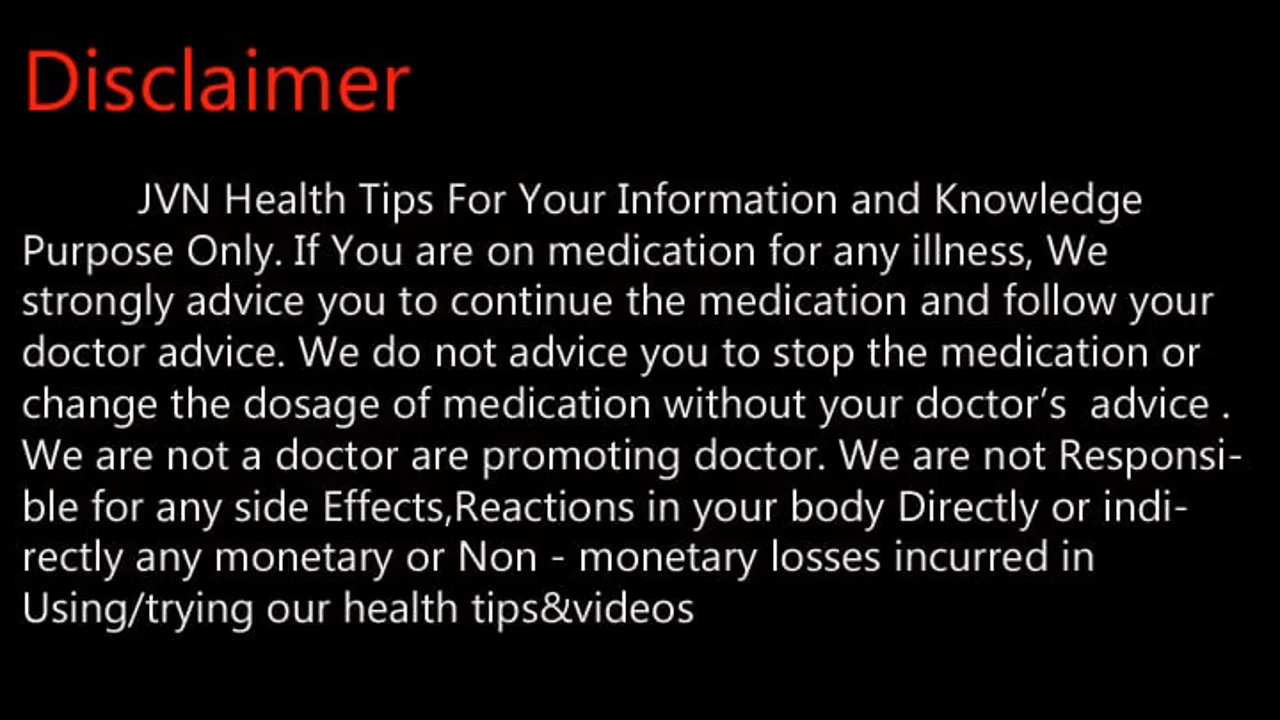 Disclaimer
JVN Health Tips For Your Information and Knowledge
Purpose Only. If You are on medication for any illness, We
strongly advice you to continue the medication and follow your
doctor advice. We do not advice you to stop the medication or
change the dosage of medication without your doctor’s  advice .
We are not a doctor are promoting doctor. We are not Responsi-
ble for any side Effects,Reactions in your body Directly or indi-
rectly any monetary or Non - monetary losses incurred in
Using/trying our health tips&videos